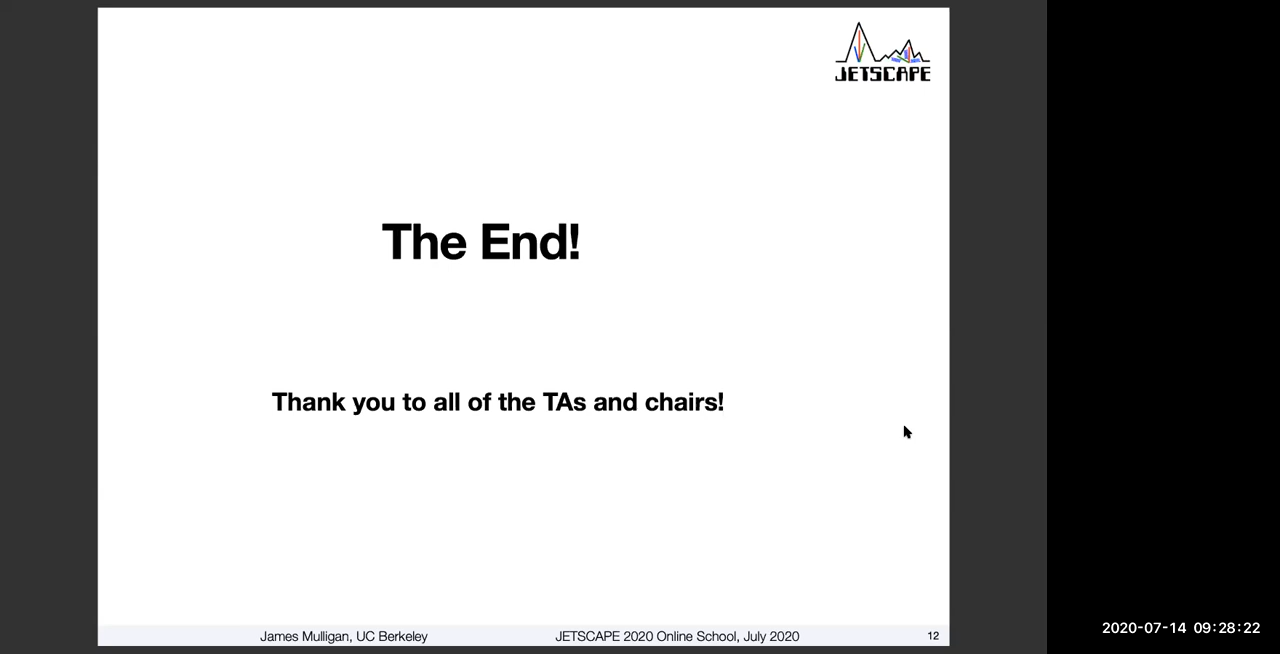 JETSCAPE
The End!
Thank you to all of the TAs and chairs!
James Mulligan, UC Berkeley
JETSCAPE 2020 Online School, July 2020
12
2020-07-14 09:28:22